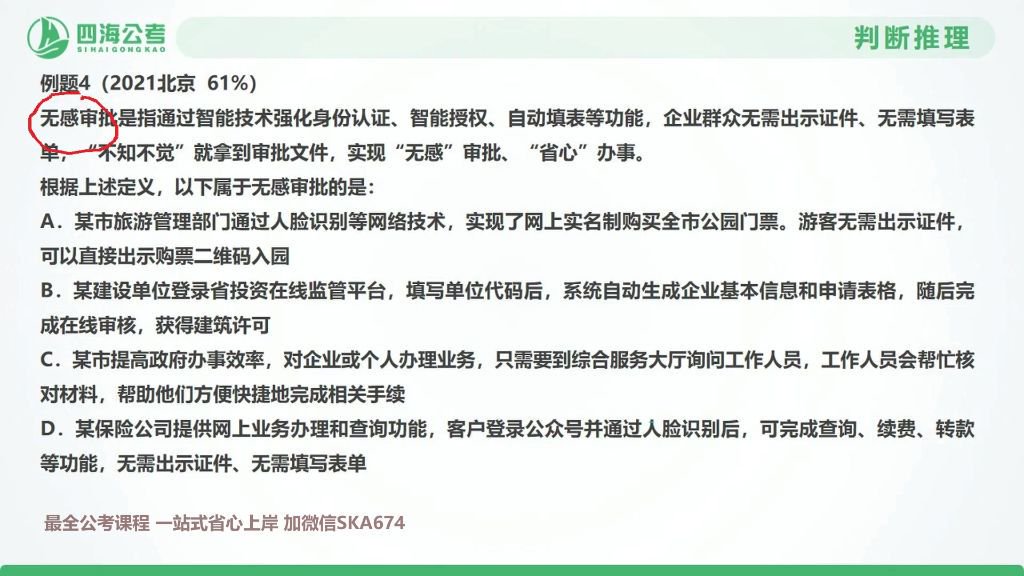 四海公考
SIHAIGONGKAO
判断推理
例题4（2021北京 61%）
无感审批是指通过智能技术强化身份认证、智能授权、自动填表等功能，企业群众无需出示证件、无需填写表
单，“不知不觉”就拿到审批文件，实现“无感”审批、“省心”办事。
根据上述定义，以下属于无感审批的是：
A．某市旅游管理部门通过人脸识别等网络技术，实现了网上实名制购买全市公园门票。游客无需出示证件，
可以直接出示购票二维码入园
B．某建设单位登录省投资在线监管平台，填写单位代码后，系统自动生成企业基本信息和申请表格，随后完
成在线审核，获得建筑许可
C．某市提高政府办事效率，对企业或个人办理业务，只需要到综合服务大厅询问工作人员，工作人员会帮忙核
对材料，帮助他们方便快捷地完成相关手续
D．某保险公司提供网上业务办理和查询功能，客户登录公众号并通过人脸识别后，可完成查询、续费、转款
等功能，无需出示证件、无需填写表单
最全公考课程 一站式省心上岸 加微信SKA674